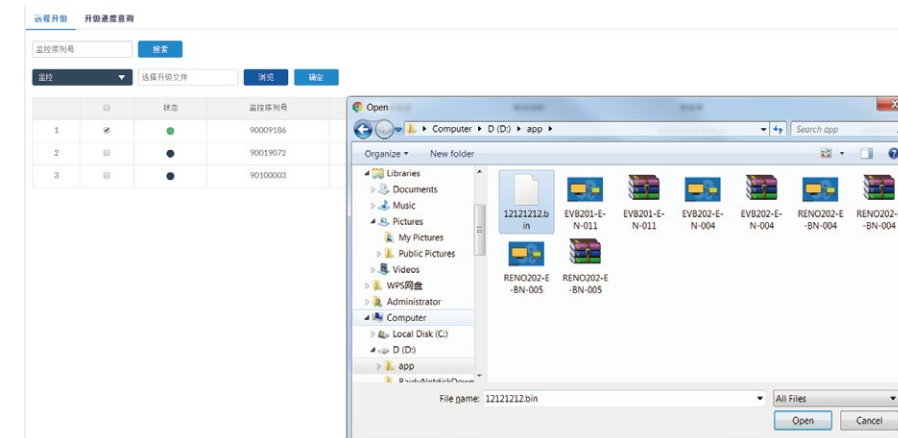 远程升级 升级进度查询
监控序列号 搜索
监控 选择升级文件 浏览 确定
状态 监控序列号
1 90009186
2 90019072
3 90100003
Open
Computer D (D:) app Search app
Organize New folder
Libraries
Documents
Music
Pictures
My Pictures
Public Pictures
Videos
WPS网盘
Administrator
Computer
Local Disk (C:)
D (D:)
app
12121212.b
in
EVB201-E-
N-011
EVB201-E-
N-011
EVB202-E-
N-004
EVB202-E-
N-004
RENO202-E
-BN-004
RENO202-
-BN-004
RENO202-E
-BN-005
RENO202-E
-BN-005
File name: 12121212.bin All Files
Open Cancel